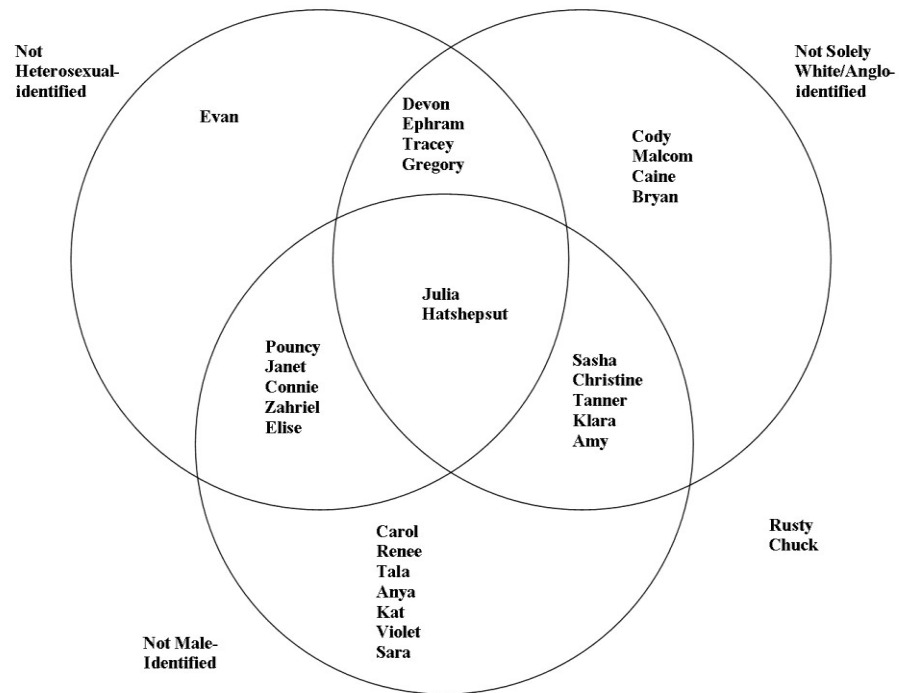 Not
Heterosexual-
identified
Not Solely
White/Anglo-
identified
Evan
Devon
Ephram
Tracey
Gregory
Cody
Malcom
Caine
Bryan
Julia
Hatshepsut
Pouncy
Janet
Connie
Zahriel
Elise
Sasha
Christine
Tanner
Klara
Amy
Carol
Renee
Tala
Anya
Kat
Violet
Sara
Rusty
Chuck
Not Male-
Identified